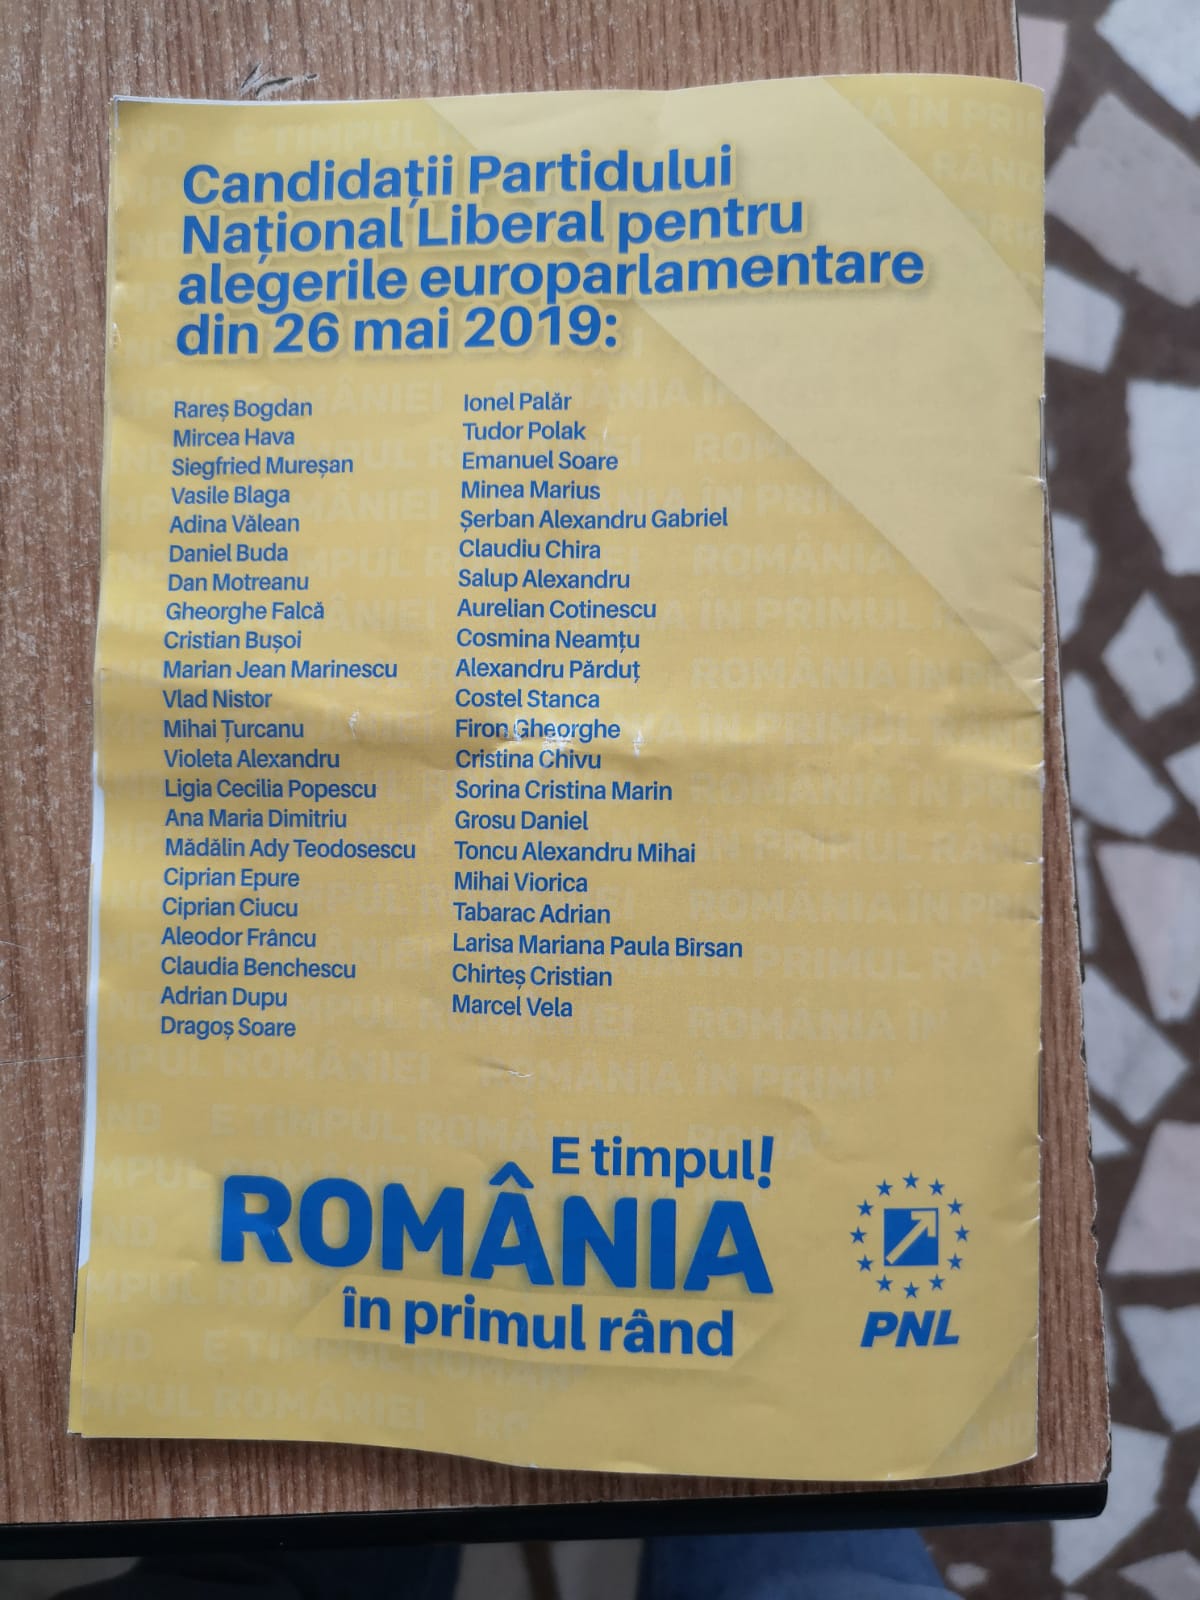 Candidații Partidului
Național Liberal pentru
alegerile europarlamentare
din 26 mai 2019:
Rareș Bogdan
Mircea Hava
Siegfried Mureșan
Vasile Blaga
Adina Vălean
Daniel Buda
Dan Motreanu
Gheorghe Falcă
Cristian Bușoi
Marian Jean Marinescu
Vlad Nistor
Mihai Țurcanu
Violeta Alexandru
Ligia Cecilia Popescu
Ana Maria Dimitriu
Mădălin Ady Teodosescu
Ciprian Epure
Ciprian Ciucu
Aleodor Frâncu
Claudia Benchescu
Adrian Dupu
Dragoș Soare
Ionel Palăr
Tudor Polak
Emanuel Soare
Minea Marius
Șerban Alexandru Gabriel
Claudiu Chira
Salup Alexandru
Aurelian Cotinescu
Cosmina Neamțu
Alexandru Părduț
Costel Stanca
Firon Gheorghe
Cristina Chivu
Sorina Cristina Marin
Grosu Daniel
Toncu Alexandru Mihai
Mihai Viorica
Tabarac Adrian
Larisa Mariana Paula Bîrsan
Chirteș Cristian
Marcel Vela
E timpul!
ROMÂNIA
în primul rând
PNL